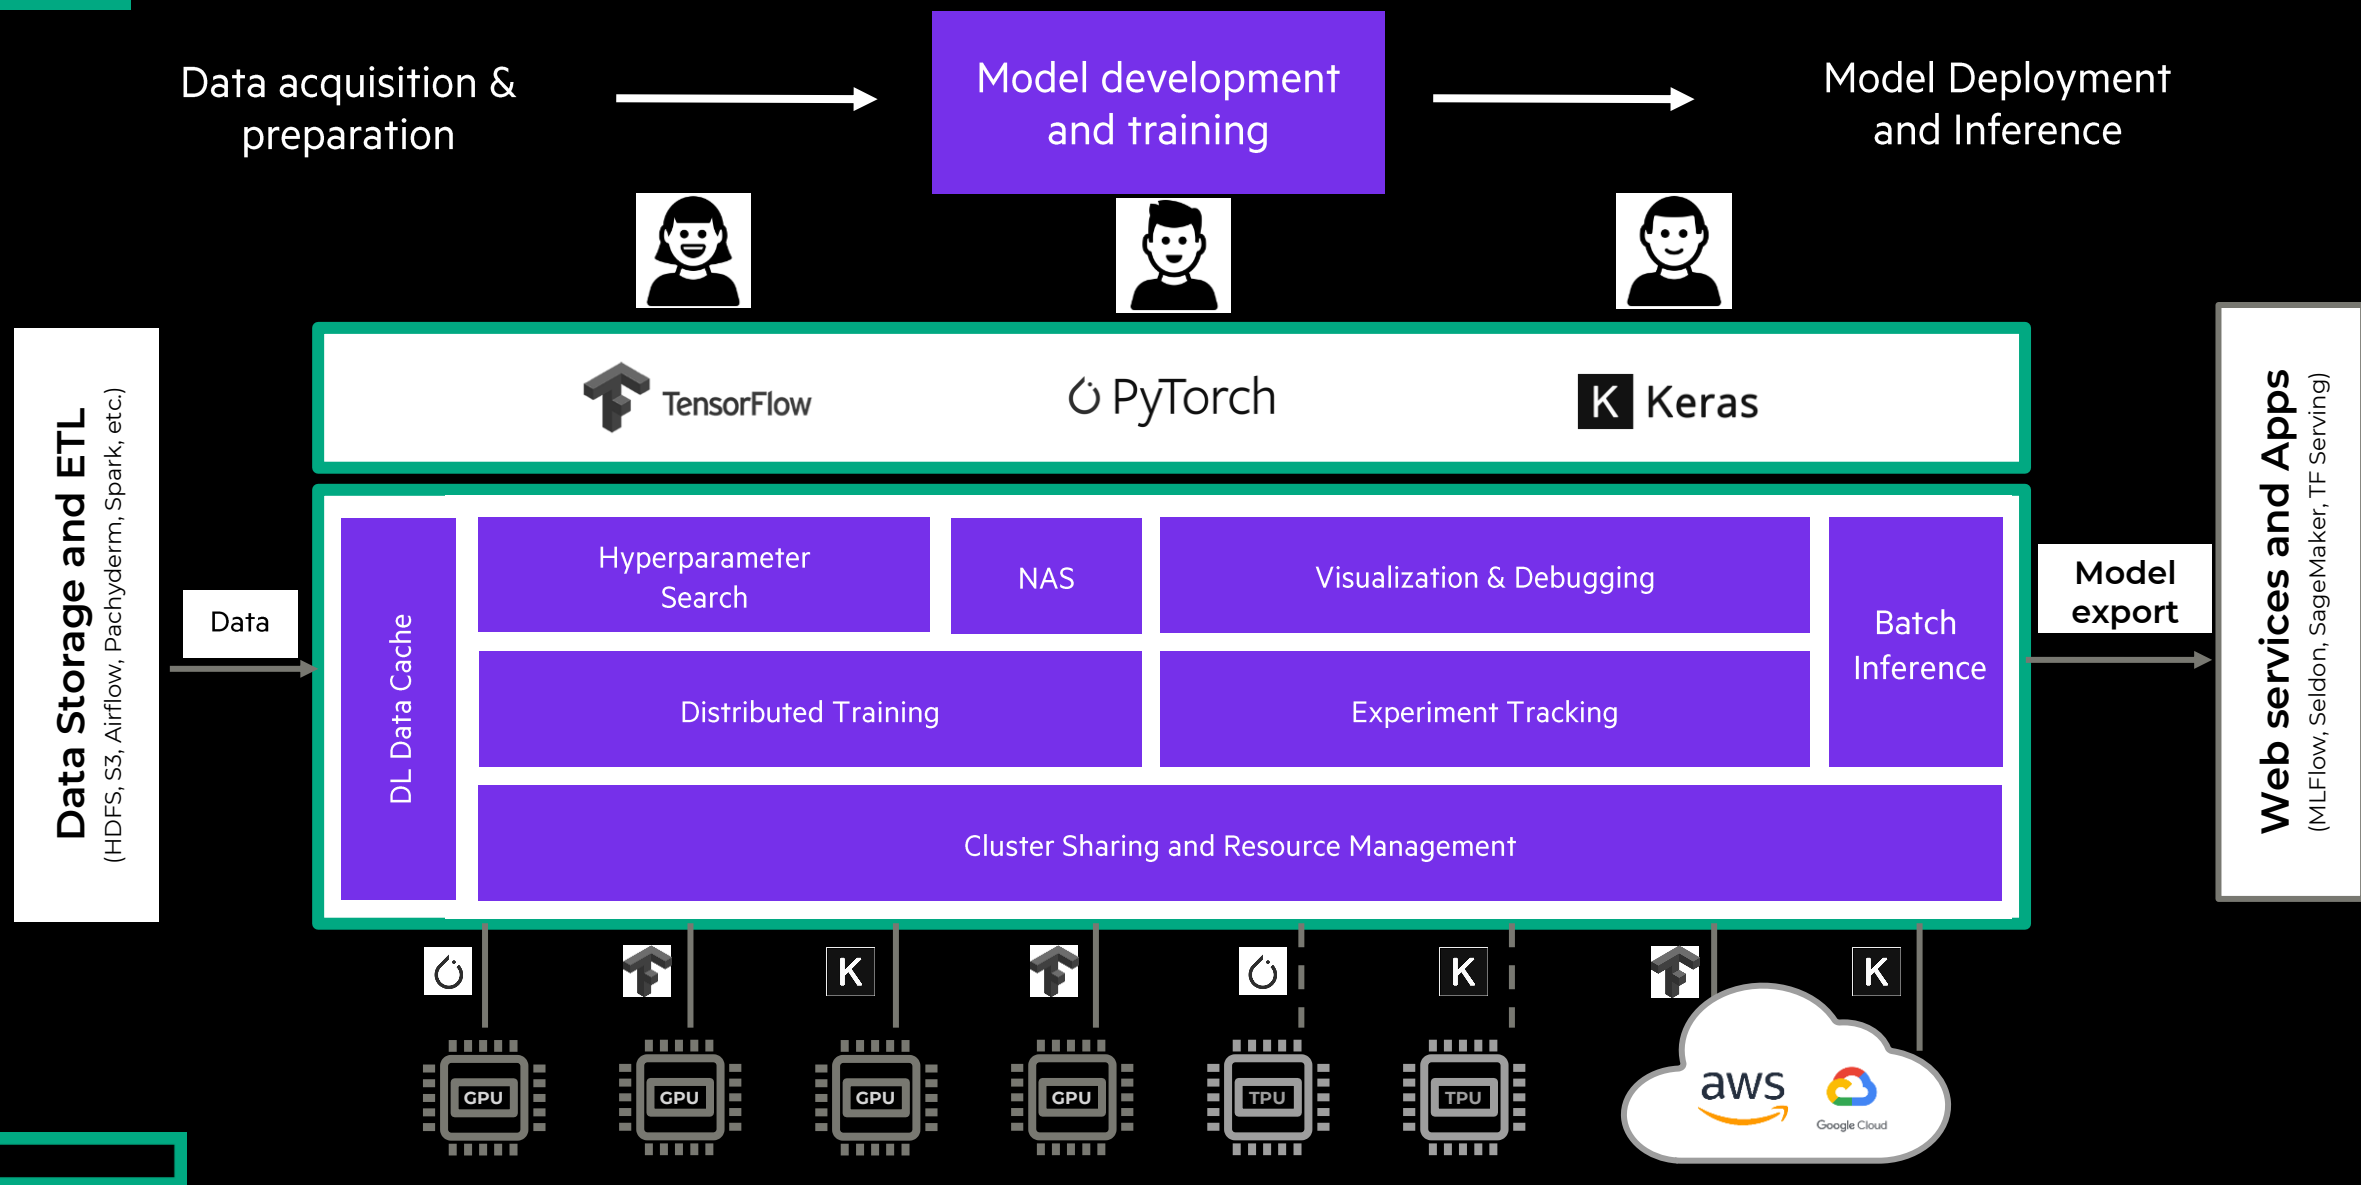 Data acquisition &
preparation
Model development
and training
Model Deployment
and Inference
Data Storage and ETL
(HDFS, S3, Airflow, Pachyderm, Spark, etc.)
Data
TensorFlow
PyTorch
K Keras
DL Data Cache
Hyperparameter
Search
NAS
Visualization & Debugging
Batch
Inference
Distributed Training
Experiment Tracking
Cluster Sharing and Resource Management
Model
export
Web services and Apps
(MLFlow, Seldon, SageMaker, TF Serving)
K
K
K
GPU
GPU
GPU
GPU
TPU
TPU
aws
Google Cloud